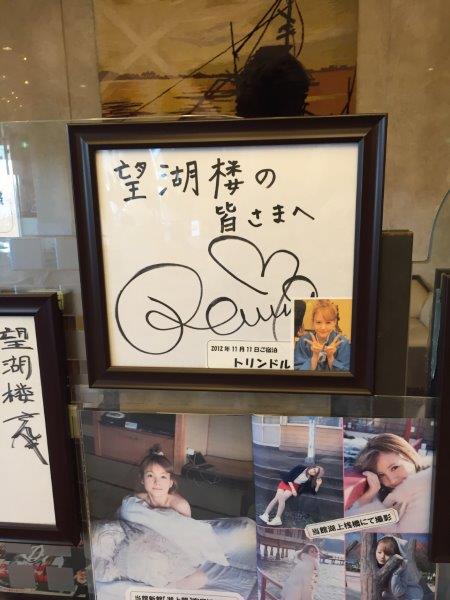 望湖楼の
皆さまへ
2012年11月11日ご宿泊
トリンドル
望湖楼
当館湖上桟橋にて撮影